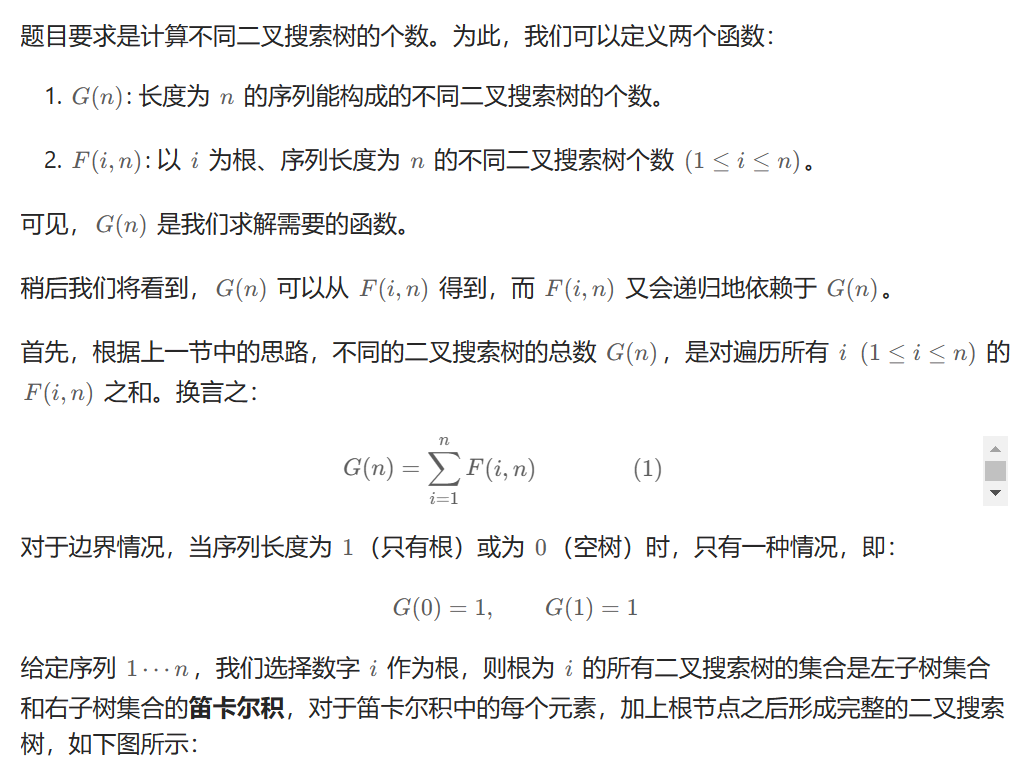 题目要求是计算不同二叉搜索树的个数。为此，我们可以定义两个函数：
1. G(n): 长度为 n 的序列能构成的不同二叉搜索树的个数。
2. F(i, n): 以 i 为根、序列长度为 n 的不同二叉搜索树个数 (1 ≤ i ≤ n)。
可见，G(n) 是我们求解需要的函数。
稍后我们将看到，G(n) 可以从 F(i, n) 得到，而 F(i, n) 又会递归地依赖于 G(n)。
首先，根据上一节中的思路，不同的二叉搜索树的总数 G(n)，是对遍历所有 i (1 ≤ i ≤ n) 的
F(i, n) 之和。换言之：
G(n) = \sum_{i=1}^{n} F(i, n) (1)
对于边界情况，当序列长度为 1（只有根）或为 0（空树）时，只有一种情况，即：
G(0) = 1, G(1) = 1
给定序列 1⋯n，我们选择数字 i 作为根，则根为 i 的所有二叉搜索树的集合是左子树集合
和右子树集合的笛卡尔积，对于笛卡尔积中的每个元素，加上根节点之后形成完整的二叉搜索
树，如下图所示：